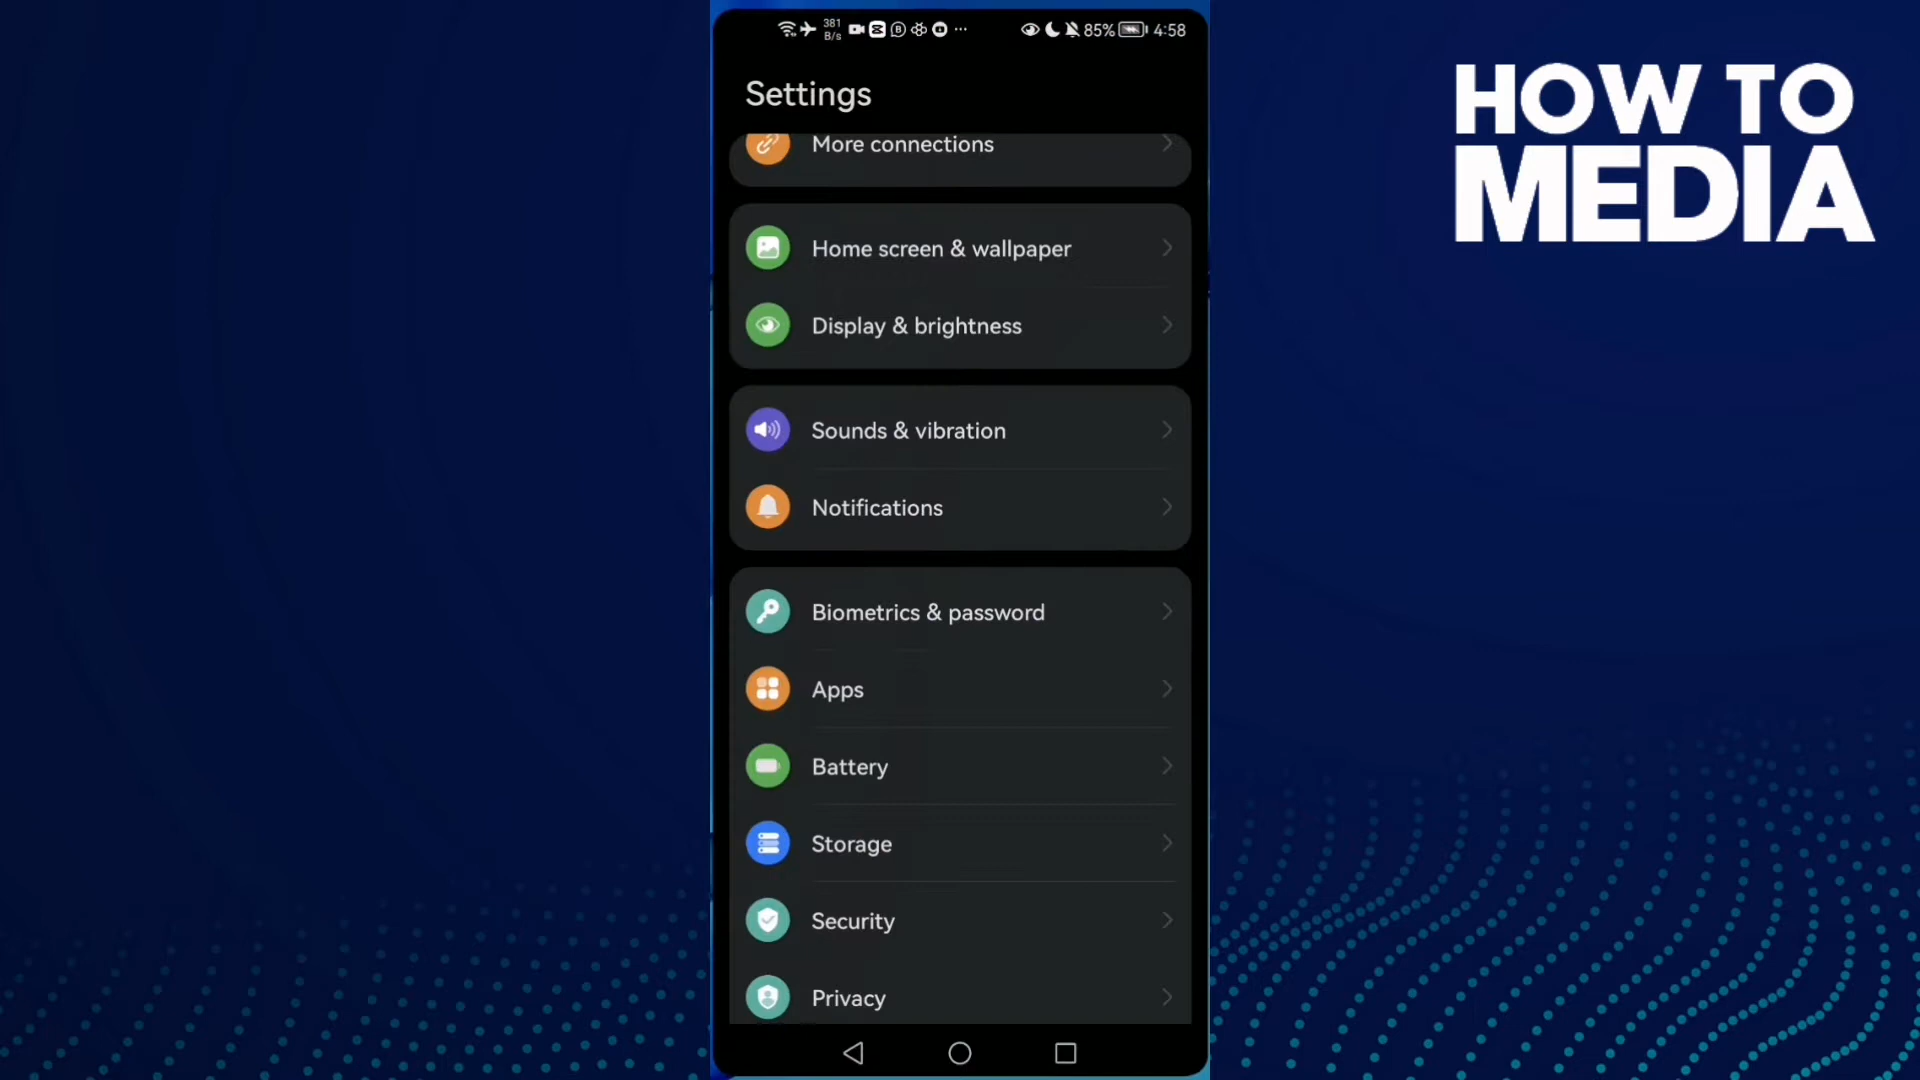 381
B/s
85%
4:58
Settings
More connections
Home screen & wallpaper
Display & brightness
Sounds & vibration
Notifications
Biometrics & password
Apps
Battery
Storage
Security
Privacy
HOW TO
MEDIA